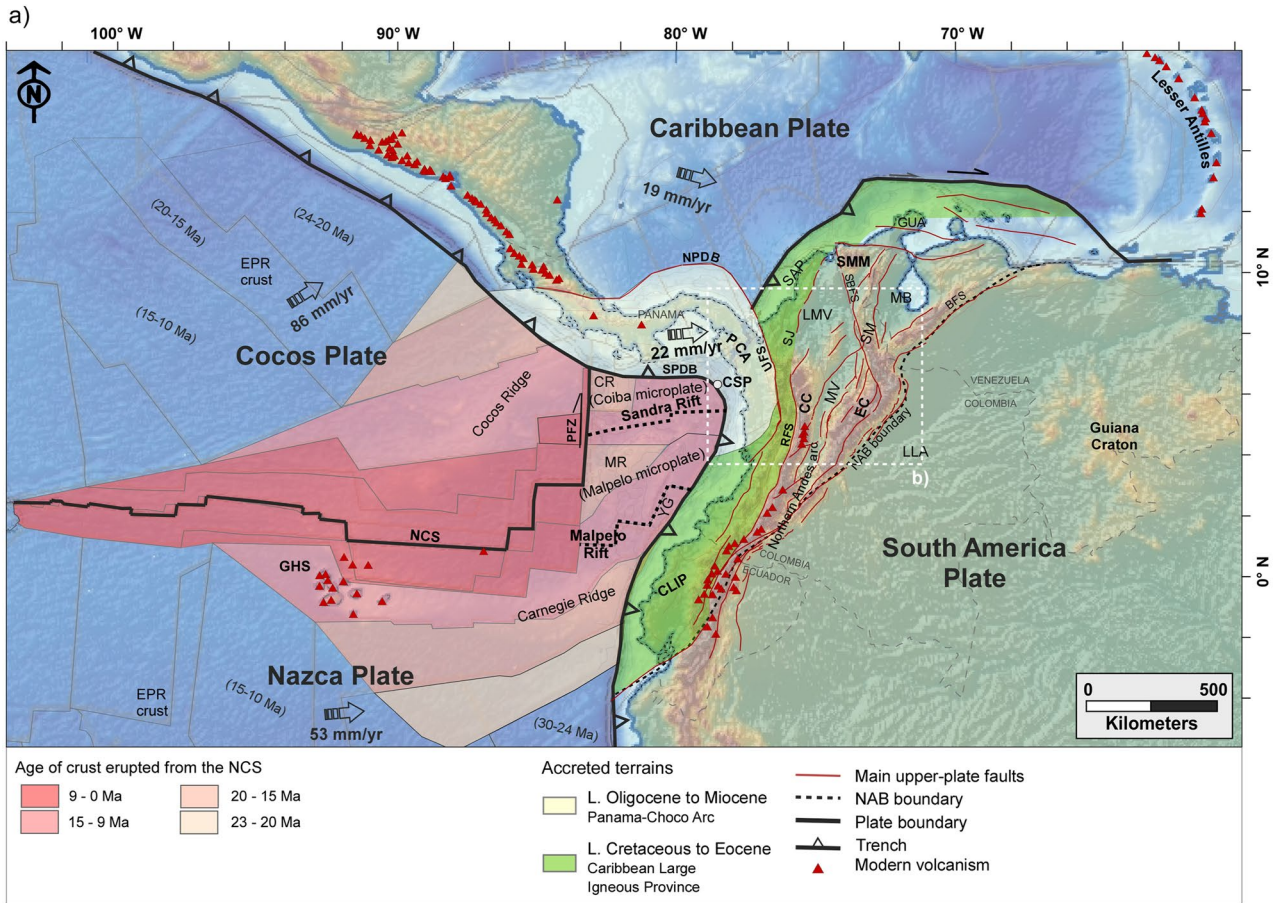 a)
100° W
90° W
80° W
70° W
N
Lesser Antilles
Caribbean Plate
19 mm/yr
(20-15 Ma)
(24-20 Ma)
GUA
EPR
crust
NPDB
SAP
SMM
10° N
86 mm/yr
SBFS
MB
BFS
(15-10 Ma)
PANAMA
LMV
Cocos Plate
22 mm/yr
PCA
UFS
SJ
SM
SPDB
CR
(Coiba microplate)
CSP
VENEZUELA
COLOMBIA
Cocos Ridge
Sandra Rift
CC
MV
EC
PFZ
RFS
NAB boundary
Guiana
Craton
MR
(Malpelo microplate)
LLA
b)
YG
Northern Andes arc
NCS
Malpelo
Rift
South America
Plate
GHS
COLOMBIA
ECUADOR
0° N
CLIP
Carnegie Ridge
Nazca Plate
EPR
crust
(15-10 Ma)
53 mm/yr
(30-24 Ma)
0 500
Kilometers
Age of crust erupted from the NCS
9 - 0 Ma
20 - 15 Ma
15 - 9 Ma
23 - 20 Ma
Accreted terrains
L. Oligocene to Miocene
Panama-Choco Arc
L. Cretaceous to Eocene
Caribbean Large
Igneous Province
Main upper-plate faults
NAB boundary
Plate boundary
Trench
Modern volcanism